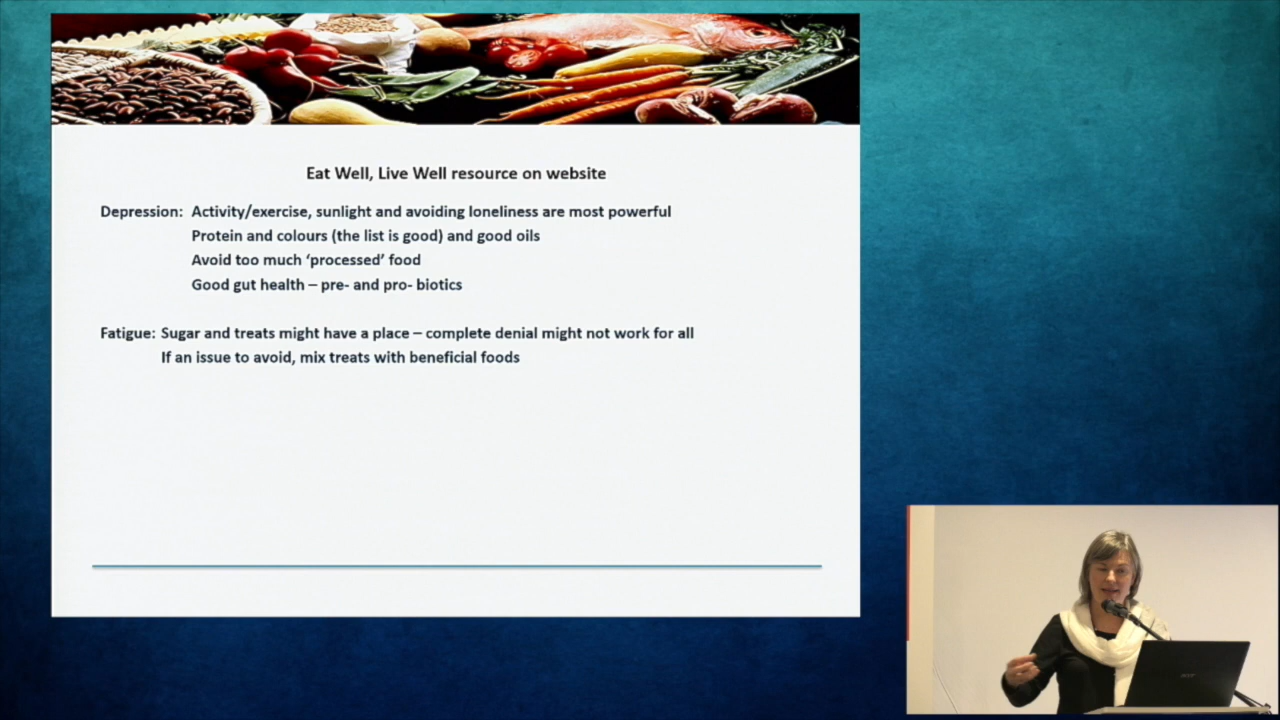 Eat Well, Live Well resource on website
Depression: Activity/exercise, sunlight and avoiding loneliness are most powerful
Protein and colours (the list is good) and good oils
Avoid too much ‘processed’ food
Good gut health – pre- and pro- biotics
Fatigue: Sugar and treats might have a place – complete denial might not work for all
If an issue to avoid, mix treats with beneficial foods